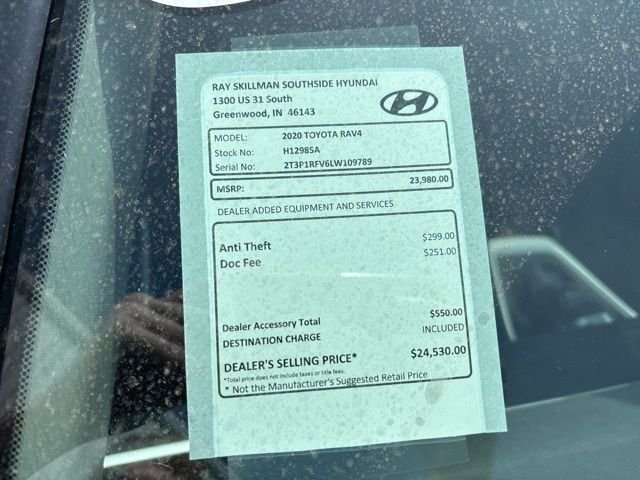 RAY SKILLMAN SOUTHSIDE HYUNDAI
1300 US 31 South
Greenwood, IN 46143
MODEL: 2020 TOYOTA RAV4
Stock No: H12985A
Serial No: 2T3P1RFV6LW109789
MSRP: 23,980.00
DEALER ADDED EQUIPMENT AND SERVICES
Anti Theft $299.00
Doc Fee $251.00
Dealer Accessory Total $550.00
DESTINATION CHARGE INCLUDED
DEALER'S SELLING PRICE* $24,530.00
*Total price does not include taxes or title fees.
* Not the Manufacturer's Suggested Retail Price